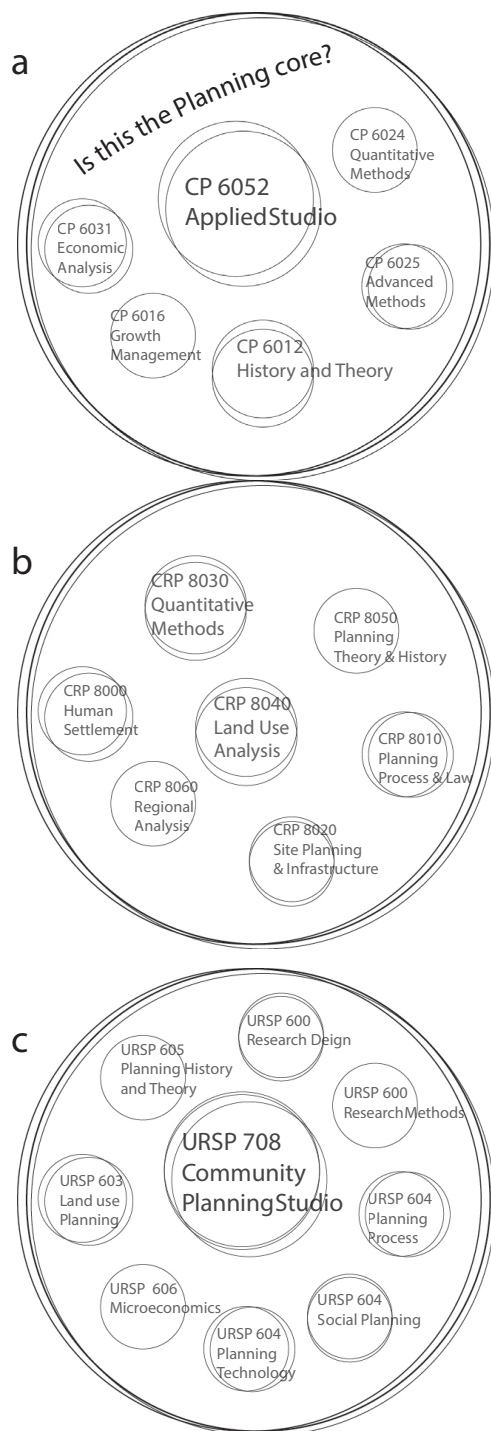 a
Is this the Planning core?
CP 6024
Quantitative
Methods
CP 6052
AppliedStudio
CP 6031
Economic
Analysis
CP 6025
Advanced
Methods
CP 6016
Growth
Management
CP 6012
History and Theory
b
CRP 8030
Quantitative
Methods
CRP 8050
Planning
Theory & History
CRP 8000
Human
Settlement
CRP 8040
Land Use
Analysis
CRP 8010
Planning
Process & Law
CRP 8060
Regional
Analysis
CRP 8020
Site Planning
& Infrastructure
c
URSP 600
Research Deign
URSP 605
Planning History
and Theory
URSP 600
Research Methods
URSP 708
Community
PlanningStudio
URSP 603
Land use
Planning
URSP 604
Planning
Process
URSP 606
Microeconomics
URSP 604
Social Planning
URSP 604
Planning
Technology